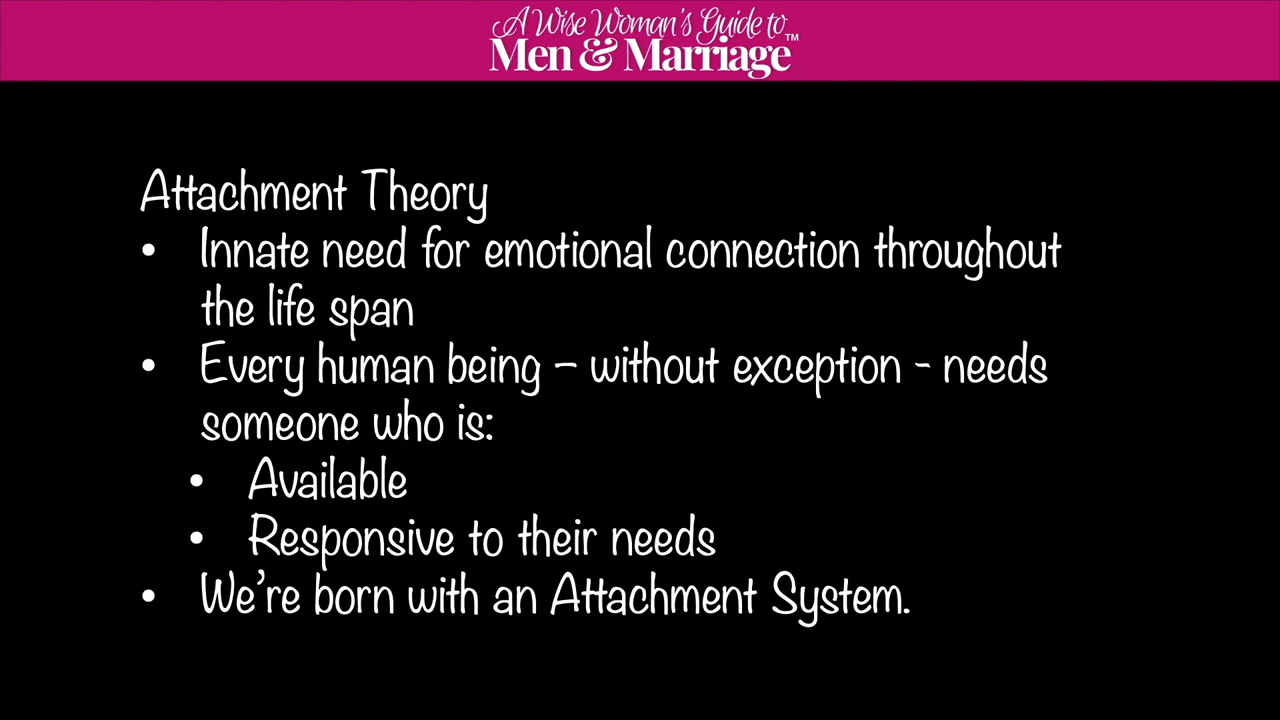 A Wise Woman's Guide to
Men & Marriage™
Attachment Theory
• Innate need for emotional connection throughout
the life span
• Every human being – without exception - needs
someone who is:
• Available
• Responsive to their needs
• We're born with an Attachment System.